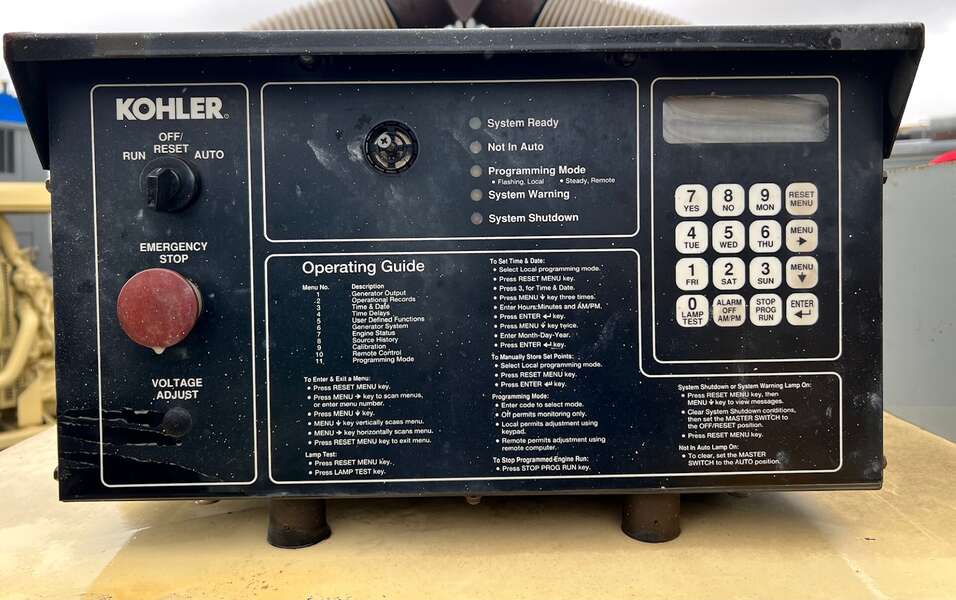 KOHLER®
OFF/
RESET
RUN AUTO
EMERGENCY
STOP
VOLTAGE
ADJUST
System Ready
Not In Auto
Programming Mode
• Flashing, Local • Steady, Remote
System Warning
System Shutdown
7 YES 8 NO 9 MON RESET MENU
4 TUE 5 WED 6 THU MENU →
1 FRI 2 SAT 3 SUN MENU ↓
0 LAMP TEST ALARM OFF AM/PM STOP PROG RUN ENTER ↵
Operating Guide
Menu No. Description
1 Generator Output
2 Operational Records
3 Time & Date
4 Time Delays
5 User Defined Functions
6 Generator System
7 Engine Status
8 Source History
9 Calibration
10 Remote Control
11 Programming Mode
To Enter & Exit a Menu:
• Press RESET MENU key.
• Press MENU → key to scan menus,
or enter menu number.
• Press MENU ↓ key.
• MENU ↓ key vertically scans menu.
• MENU → key horizontally scans menu.
• Press RESET MENU key to exit menu.
Lamp Test:
• Press RESET MENU key.
• Press LAMP TEST key.
To Set Time & Date:
• Select Local programming mode.
• Press RESET MENU key.
• Press 3, for Time & Date.
• Press MENU ↓ key three times.
• Enter Hours:Minutes and AM/PM.
• Press ENTER ↵ key.
• Press MENU ↓ key twice.
• Enter Month-Day-Year.
• Press ENTER ↵ key.
To Manually Store Set Points:
• Select Local programming mode.
• Press RESET MENU key.
• Press ENTER ↵ key.
Programming Mode:
• Enter code to select mode.
• Off permits monitoring only.
• Local permits adjustment using
keypad.
• Remote permits adjustment using
remote computer.
To Stop Programmed Engine Run:
• Press STOP PROG RUN key.
System Shutdown or System Warning Lamp On:
• Press RESET MENU key, then
MENU ↓ key to view messages.
• Clear System Shutdown conditions,
then set the MASTER SWITCH to
the OFF/RESET position.
• Press RESET MENU key.
Not In Auto Lamp On:
• To clear, set the MASTER
SWITCH to the AUTO position.